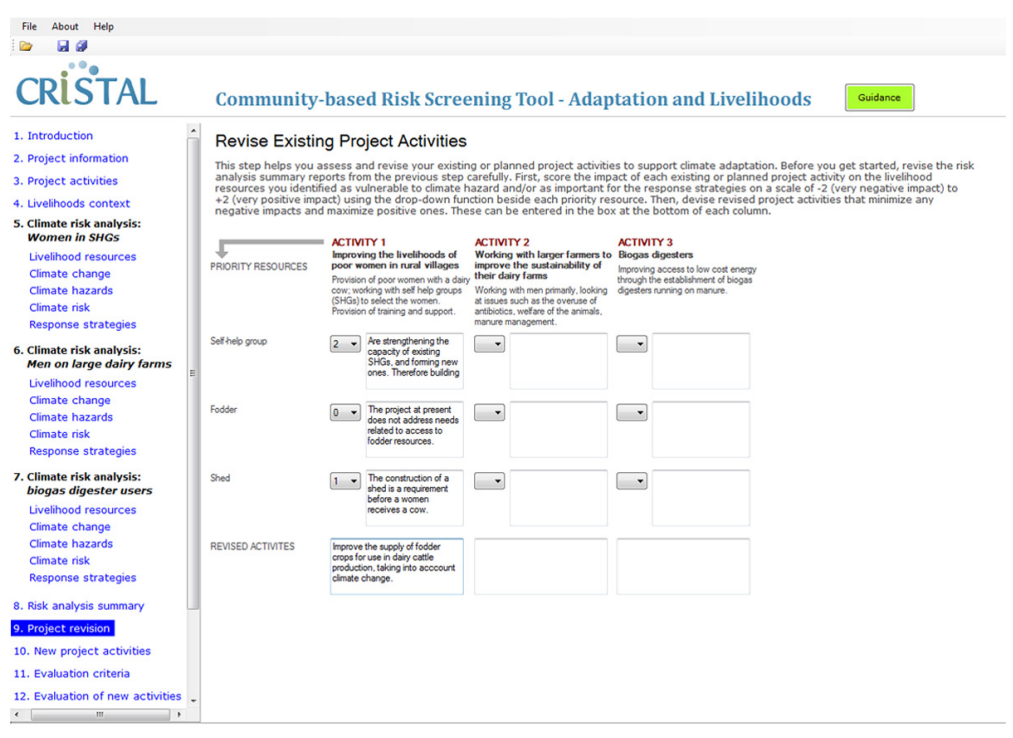 File About Help
CRiSTAL
Community-based Risk Screening Tool - Adaptation and Livelihoods
Guidance
1. Introduction
2. Project information
3. Project activities
4. Livelihoods context
5. Climate risk analysis:
Women in SHGs
Livelihood resources
Climate change
Climate hazards
Climate risk
Response strategies
6. Climate risk analysis:
Men on large dairy farms
Livelihood resources
Climate change
Climate hazards
Climate risk
Response strategies
7. Climate risk analysis:
biogas digester users
Livelihood resources
Climate change
Climate hazards
Climate risk
Response strategies
8. Risk analysis summary
9. Project revision
10. New project activities
11. Evaluation criteria
12. Evaluation of new activities
Revise Existing Project Activities
This step helps you assess and revise your existing or planned project activities to support climate adaptation. Before you get started, revise the risk
analysis summary reports from the previous step carefully. First, score the impact of each existing or planned project activity on the livelihood
resources you identified as vulnerable to climate hazard and/or as important for the response strategies on a scale of -2 (very negative impact) to
+2 (very positive impact) using the drop-down function beside each priority resource. Then, devise revised project activities that minimize any
negative impacts and maximize positive ones. These can be entered in the box at the bottom of each column.
PRIORITY RESOURCES
ACTIVITY 1
Improving the livelihoods of
poor women in rural villages
Provision of poor women with a dairy
cow; working with self help groups
(SHGs) to select the women.
Provision of training and support.
ACTIVITY 2
Working with larger farmers to
improve the sustainability of
their dairy farms
Working with men primarily, looking
at issues such as the overuse of
antibiotics, welfare of the animals,
manure management.
ACTIVITY 3
Biogas digesters
Improving access to low cost energy
through the establishment of biogas
digesters running on manure.
Self-help group
2
Are strengthening the
capacity of existing
SHGs, and forming new
ones. Therefore building
Fodder
0
The project at present
does not address needs
related to access to
fodder resources.
Shed
1
The construction of a
shed is a requirement
before a women
receives a cow.
REVISED ACTIVITES
Improve the supply of fodder
crops for use in dairy cattle
production, taking into acccount
climate change.